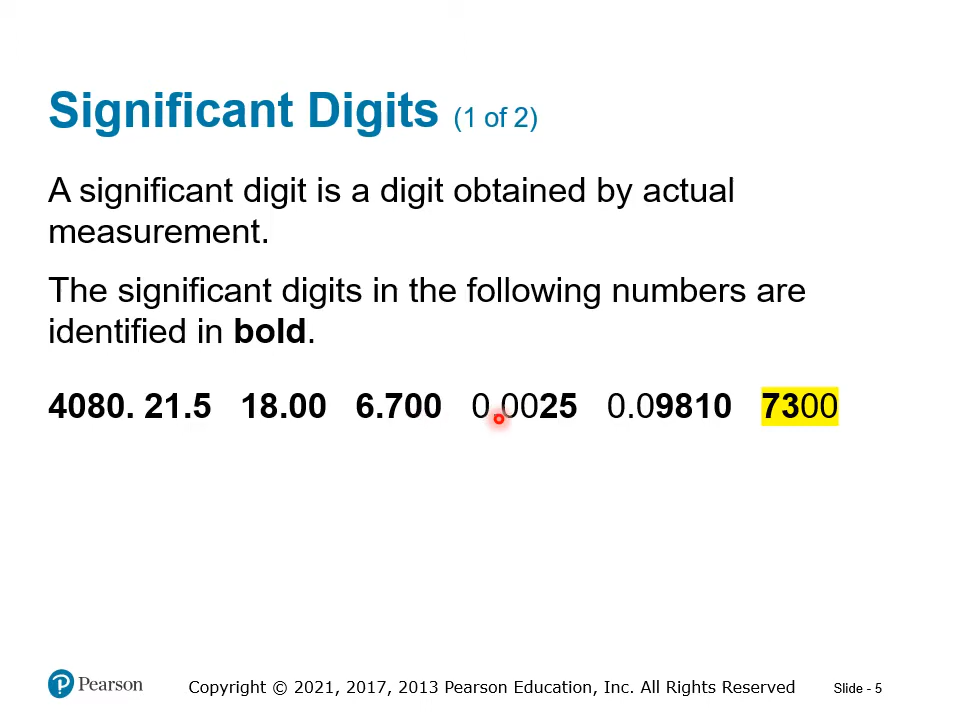 Significant Digits (1 of 2)
A significant digit is a digit obtained by actual
measurement.
The significant digits in the following numbers are
identified in bold.
4080. 21.5 18.00 6.700 0.0025 0.09810 7300
Pearson Copyright © 2021, 2017, 2013 Pearson Education, Inc. All Rights Reserved Slide - 5